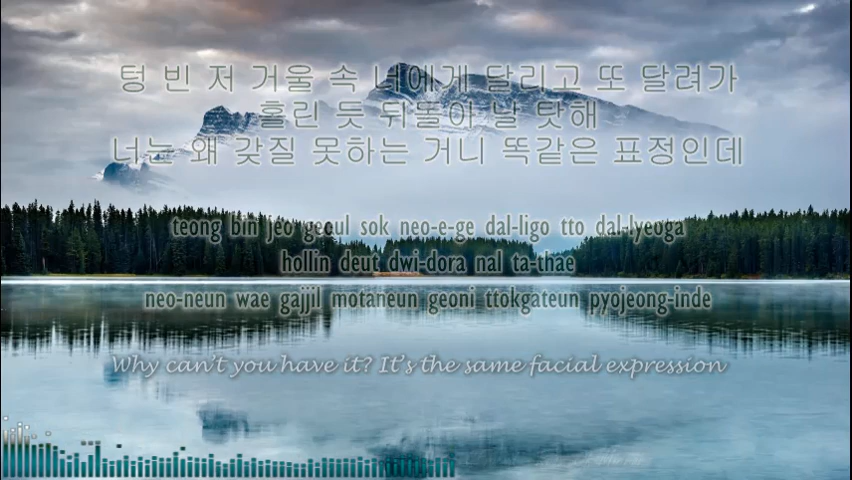 텅 빈 저 거울 속 너에게 달리고 또 달려가
홀린 듯 뒤돌아 날 탓해
너는 왜 갖질 못하는 거니 똑같은 표정인데
teong bin jeo geoul sok neo-e-ge dal-ligo tto dal-lyeoga
hollin deut dwi-dora nal ta-thae
neo-neun wae gajjil motaneun geoni ttokgateun pyojeong-inde
Why can't you have it? It's the same facial expression